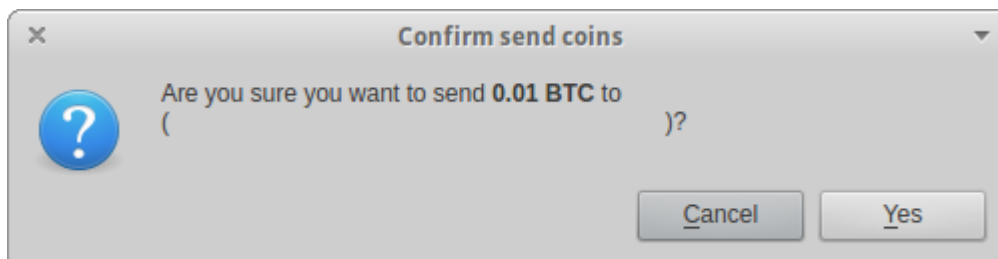 Confirm send coins
Are you sure you want to send 0.01 BTC to
( )?
Cancel
Yes